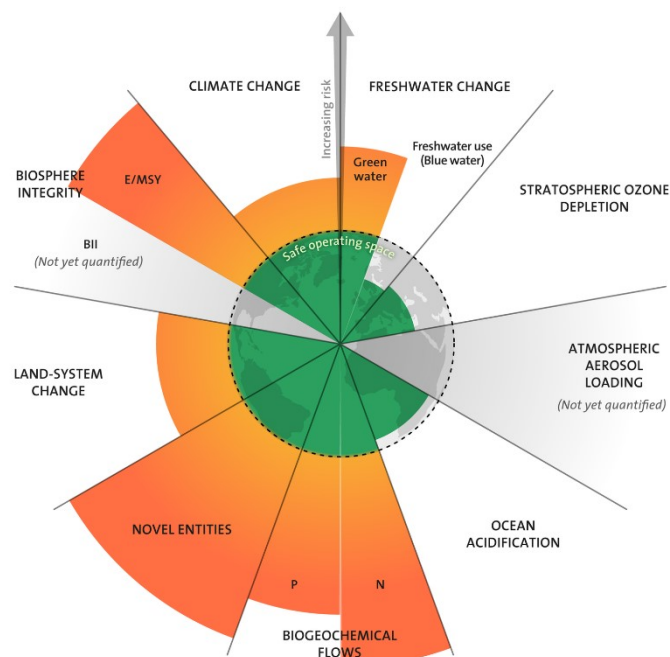 CLIMATE CHANGE
Increasing risk
FRESHWATER CHANGE
Green
water
Freshwater use
(Blue water)
STRATOSPHERIC OZONE
DEPLETION
ATMOSPHERIC
AEROSOL
LOADING
(Not yet quantified)
OCEAN
ACIDIFICATION
N
P
BIOGEOCHEMICAL
FLOWS
NOVEL ENTITIES
LAND-SYSTEM
CHANGE
BIOSPHERE
INTEGRITY
E/MSY
BII
(Not yet quantified)
Safe operating space